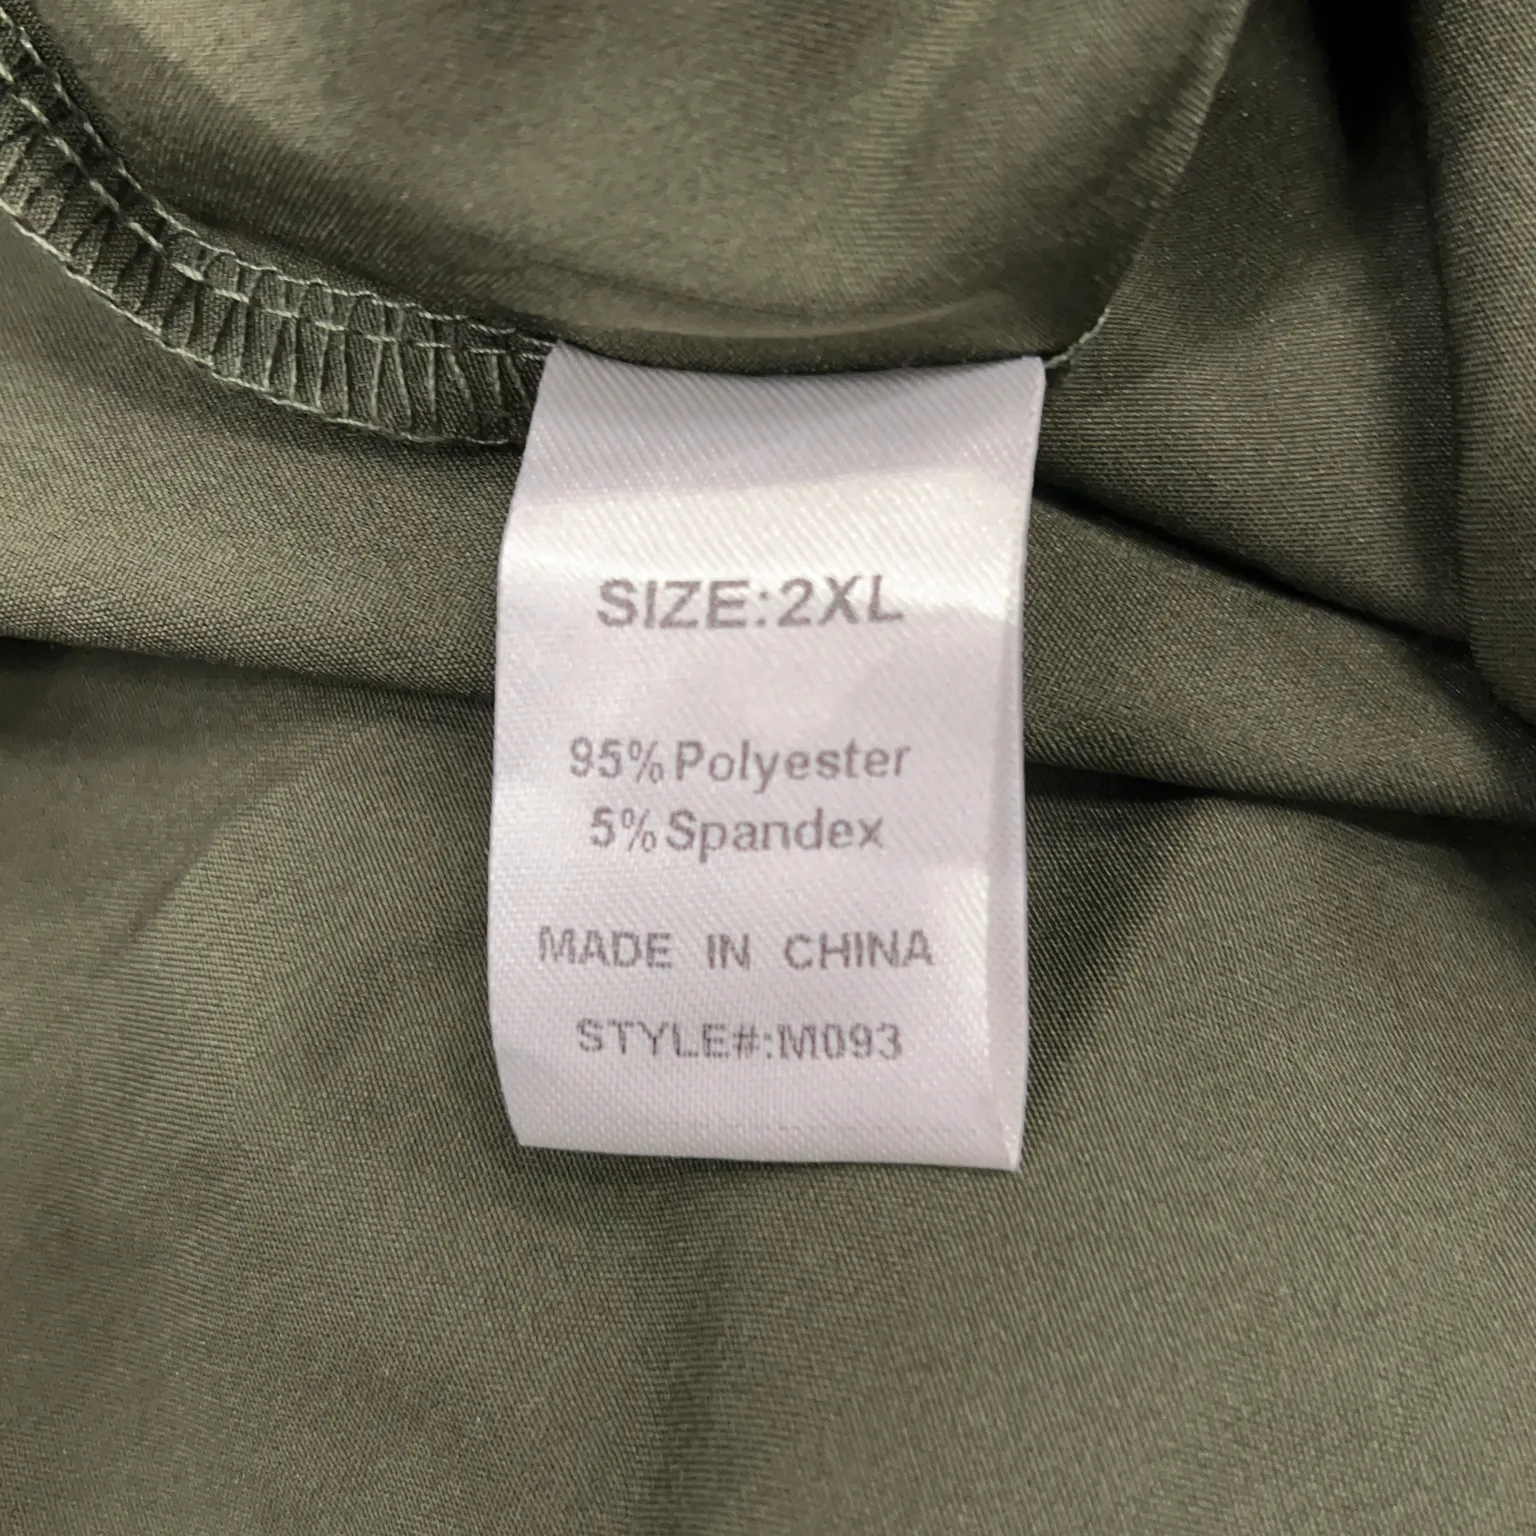 SIZE:2XL
95%Polyester
5%Spandex
MADE IN CHINA
STYLE#:M093